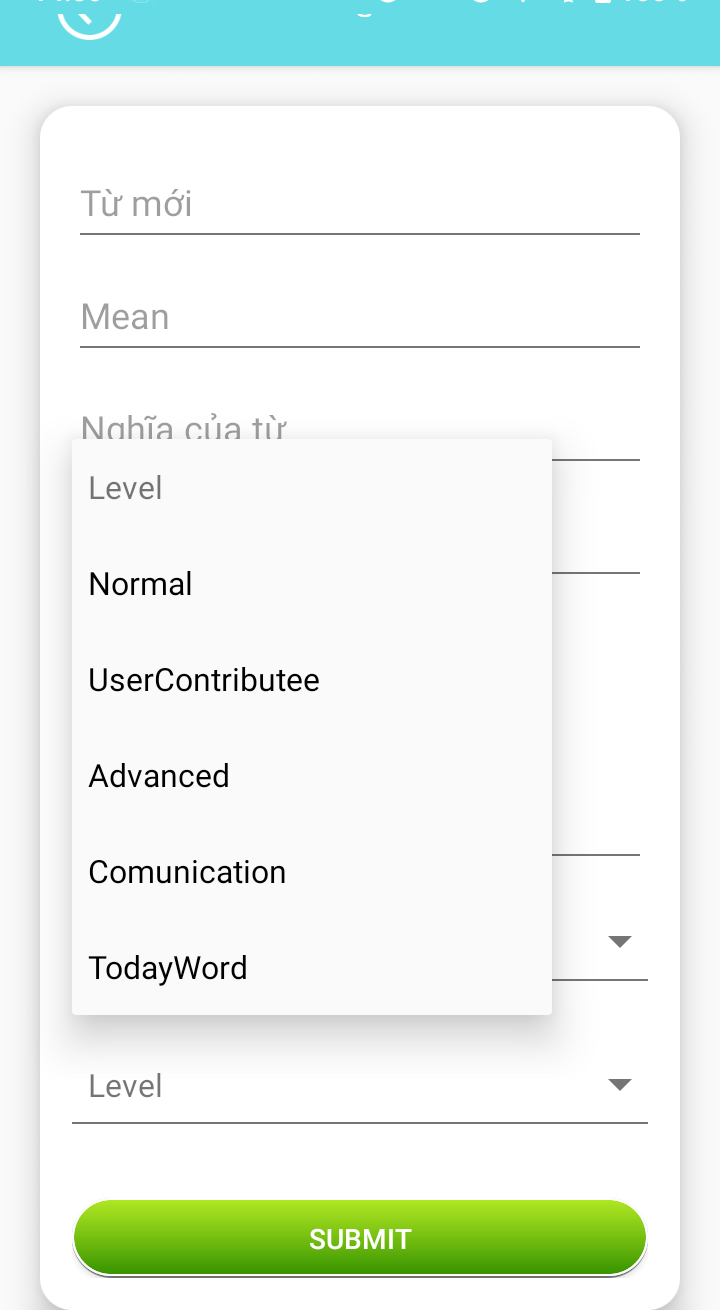 Từ mới
Mean
Nghĩa của từ
Level
Normal
UserContributee
Advanced
Comunication
TodayWord
Level
SUBMIT